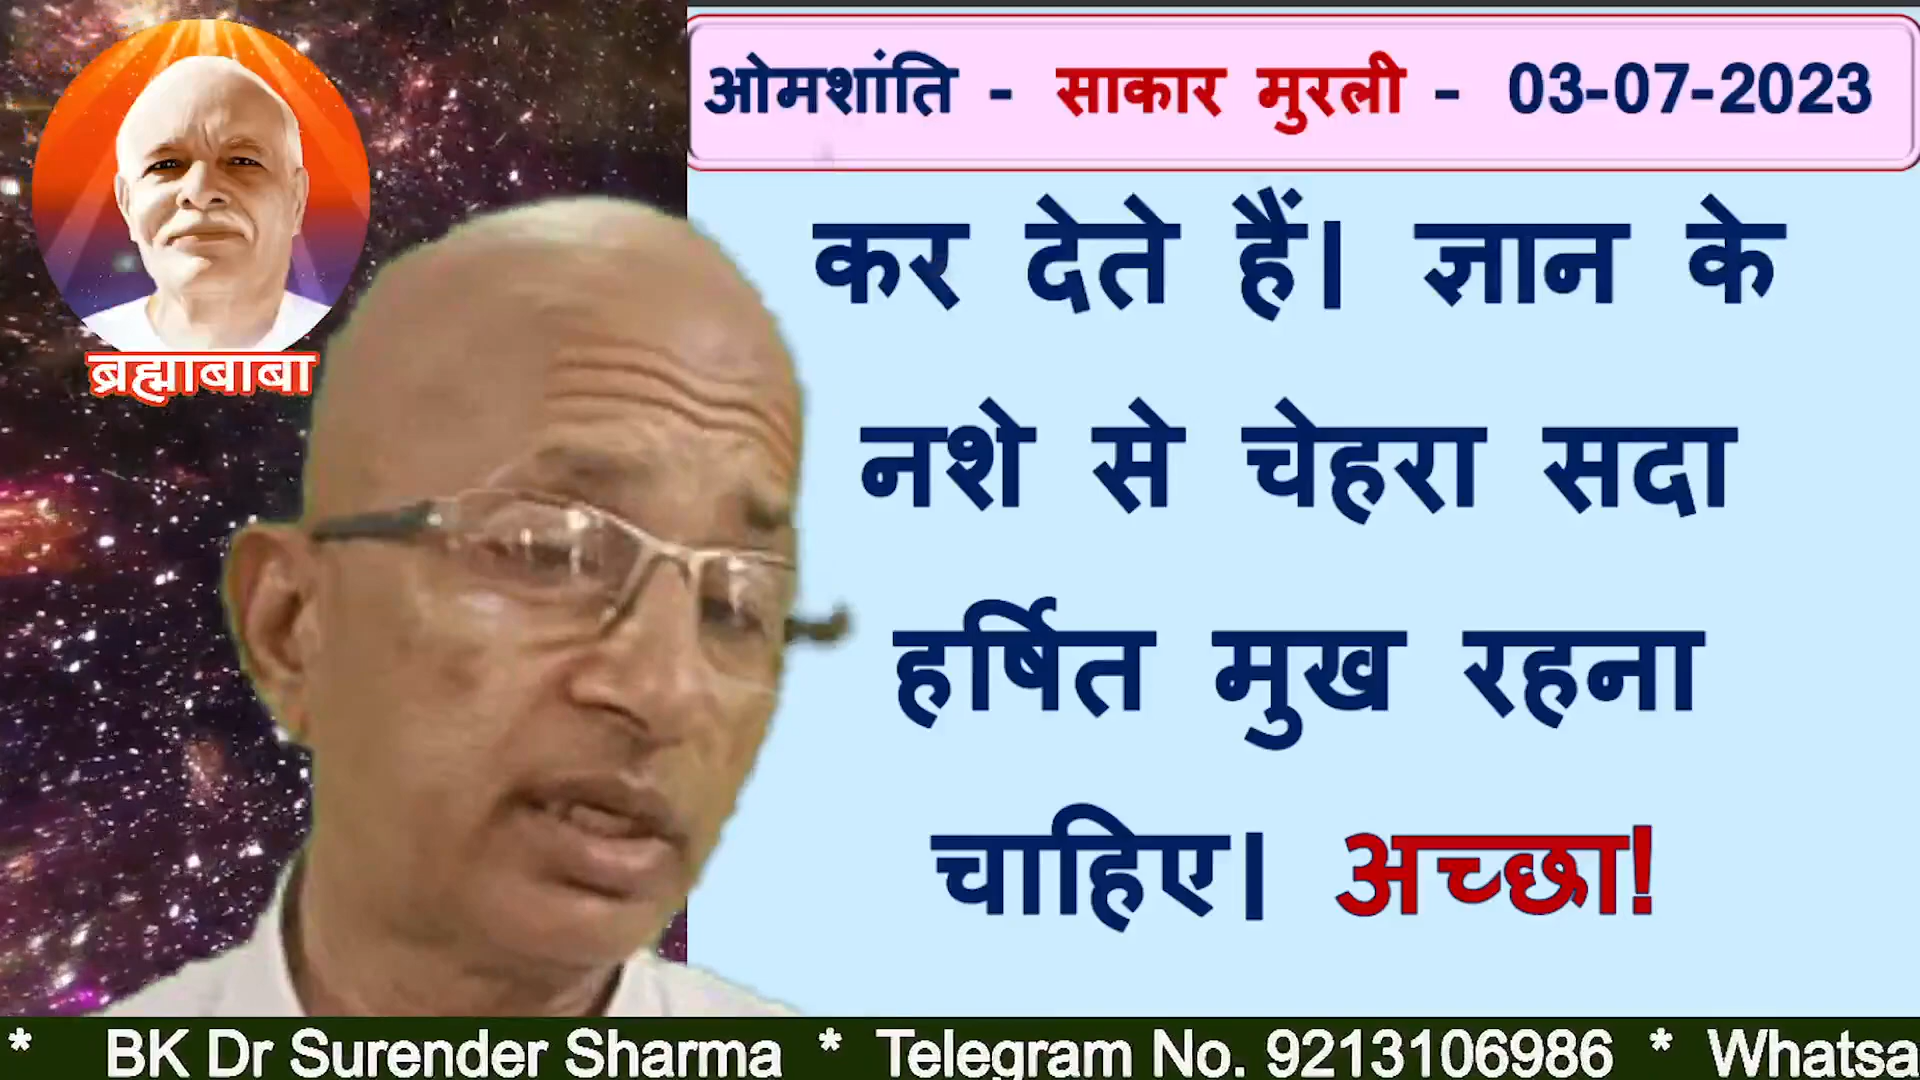 ओमशांति - साकार मुरली - 03-07-2023
ब्रह्माबाबा
कर देते हैं। ज्ञान के
नशे से चेहरा सदा
हर्षित मुख रहना
चाहिए। अच्छा!
* BK Dr Surender Sharma * Telegram No. 9213106986 * Whatsa